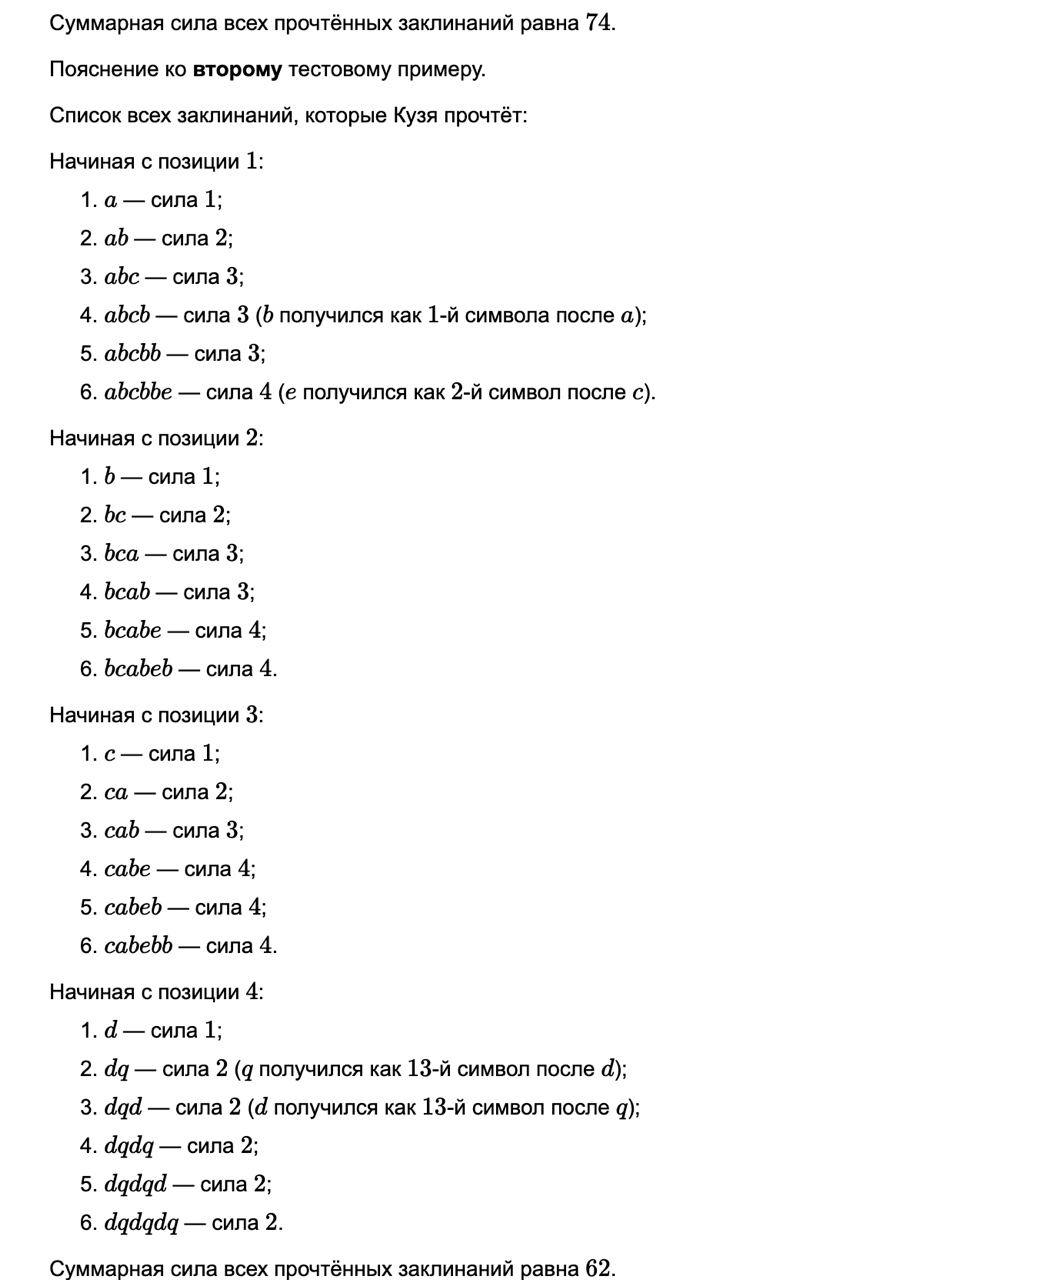 Суммарная сила всех прочтённых заклинаний равна 74.
Пояснение ко второму тестовому примеру.
Список всех заклинаний, которые Кузя прочтёт:
Начиная с позиции 1:
1. a — сила 1;
2. ab — сила 2;
3. abc — сила 3;
4. abcb — сила 3 (b получился как 1-й символа после a);
5. abcbb — сила 3;
6. abcbbe — сила 4 (e получился как 2-й символ после c).
Начиная с позиции 2:
1. b — сила 1;
2. bc — сила 2;
3. bca — сила 3;
4. bcab — сила 3;
5. bcabe — сила 4;
6. bcabeb — сила 4.
Начиная с позиции 3:
1. c — сила 1;
2. ca — сила 2;
3. cab — сила 3;
4. cabe — сила 4;
5. cabeb — сила 4;
6. cabebb — сила 4.
Начиная с позиции 4:
1. d — сила 1;
2. dq — сила 2 (q получился как 13-й символ после d);
3. dqd — сила 2 (d получился как 13-й символ после q);
4. dqdq — сила 2;
5. dqdqd — сила 2;
6. dqdqdq — сила 2.
Суммарная сила всех прочтённых заклинаний равна 62.